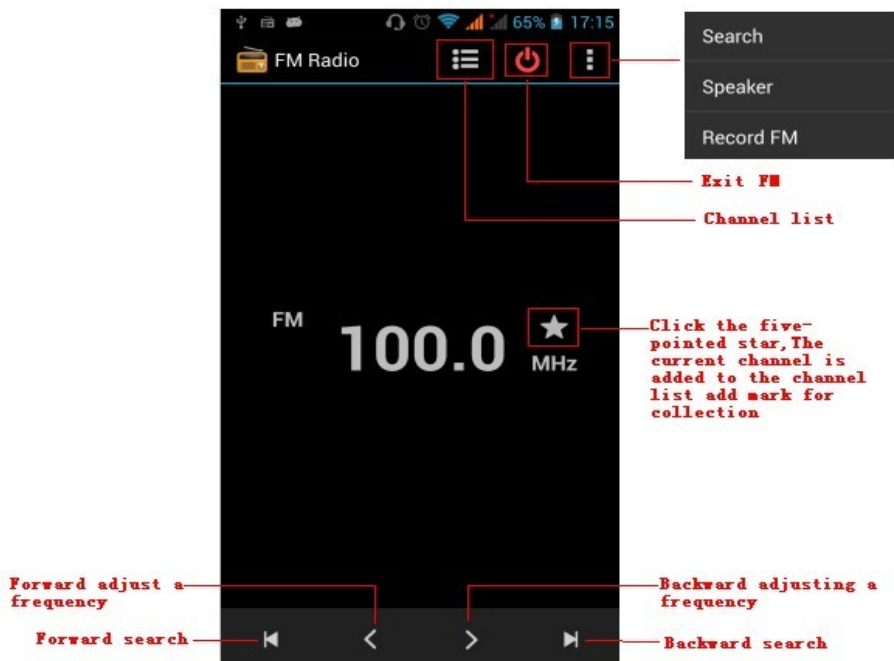 65% 17:15
FM Radio
Search
Speaker
Record FM
Exit FM
Channel list
FM
100.0
MHz
Click the five-
pointed star,The
current channel is
added to the channel
list add mark for
collection
Forward adjust a
frequency
Backward adjusting a
frequency
Forward search
Backward search